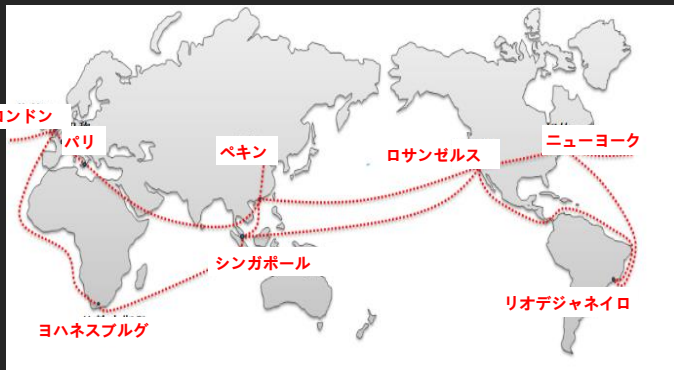 ロンドン
パリ
ペキン
ロサンゼルス
ニューヨーク
シンガポール
リオデジャネイロ
ヨハネスブルグ